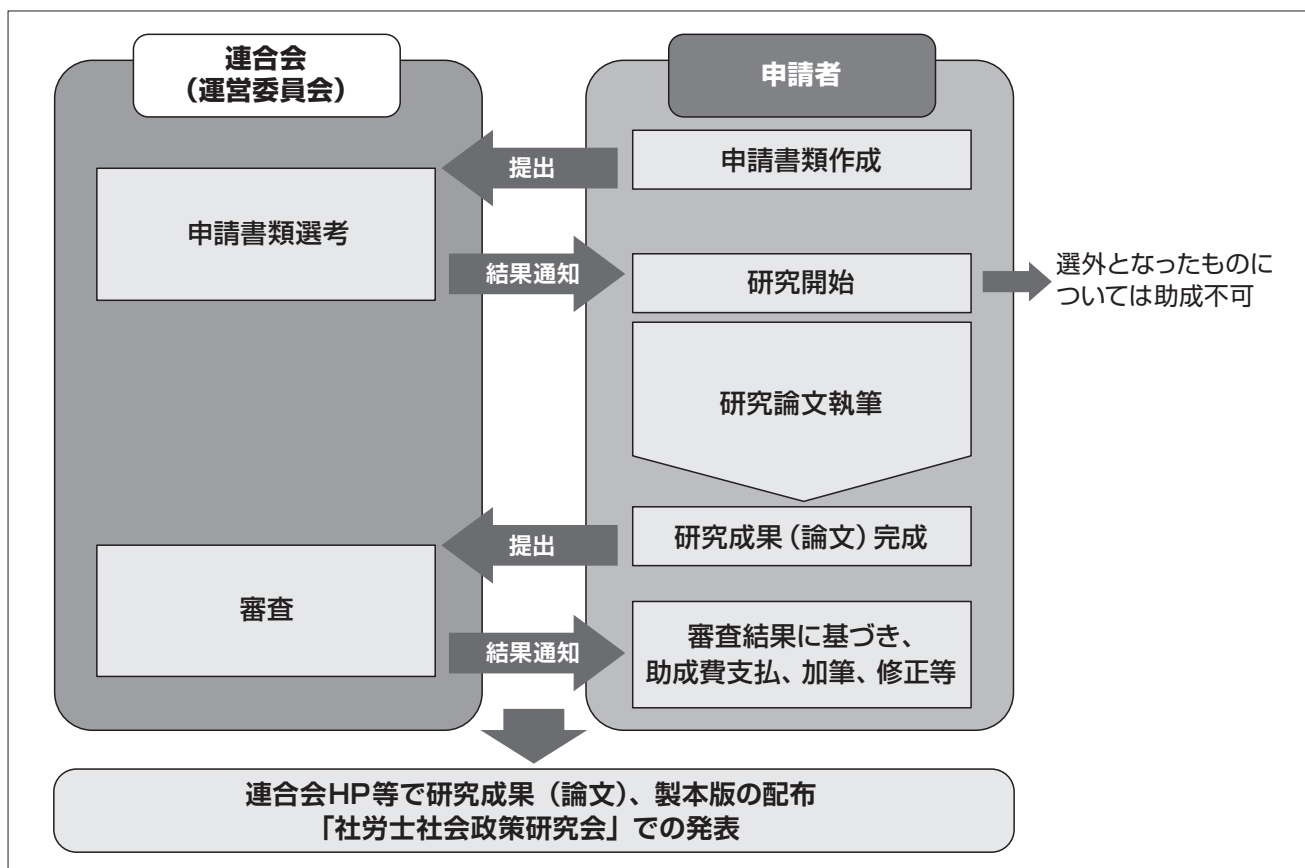 連合会
(運営委員会)
申請者
申請書類作成
提出
申請書類選考
結果通知
研究開始
選外となったものに
ついては助成不可
研究論文執筆
研究成果(論文)完成
提出
審査
結果通知
審査結果に基づき、
助成費支払、加筆、修正等
連合会HP等で研究成果(論文)、製本版の配布
「社労士社会政策研究会」での発表